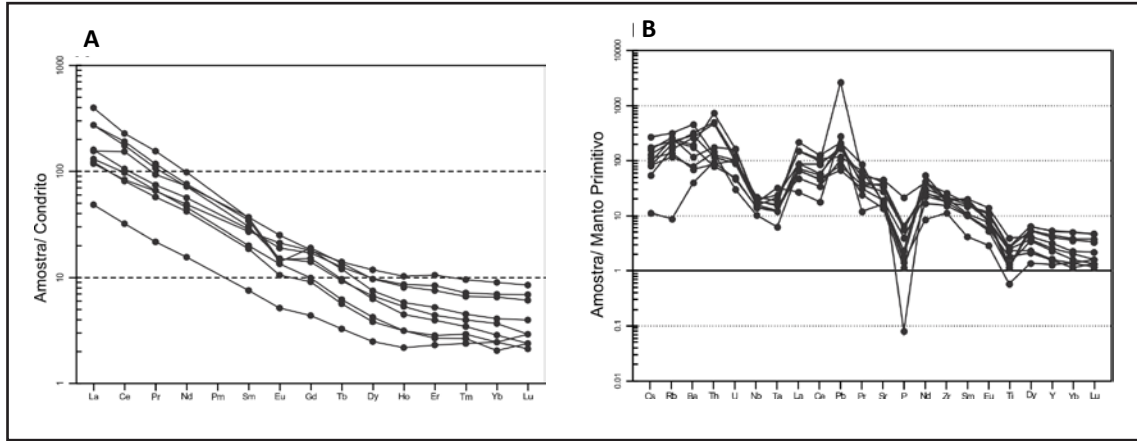 A
Amostra/ Condrito
1000
100
10
1
La Ce Pr Nd Pm Sm Eu Gd Tb Dy Ho Er Tm Yb Lu
B
Amostra/ Manto Primitivo
10000
1000
100
10
1
0.1
0.01
Cs Rb Ba Th U Nb Ta La Ce Pb Pr Sr P Nd Zr Sm Eu Ti Dy Y Yb Lu